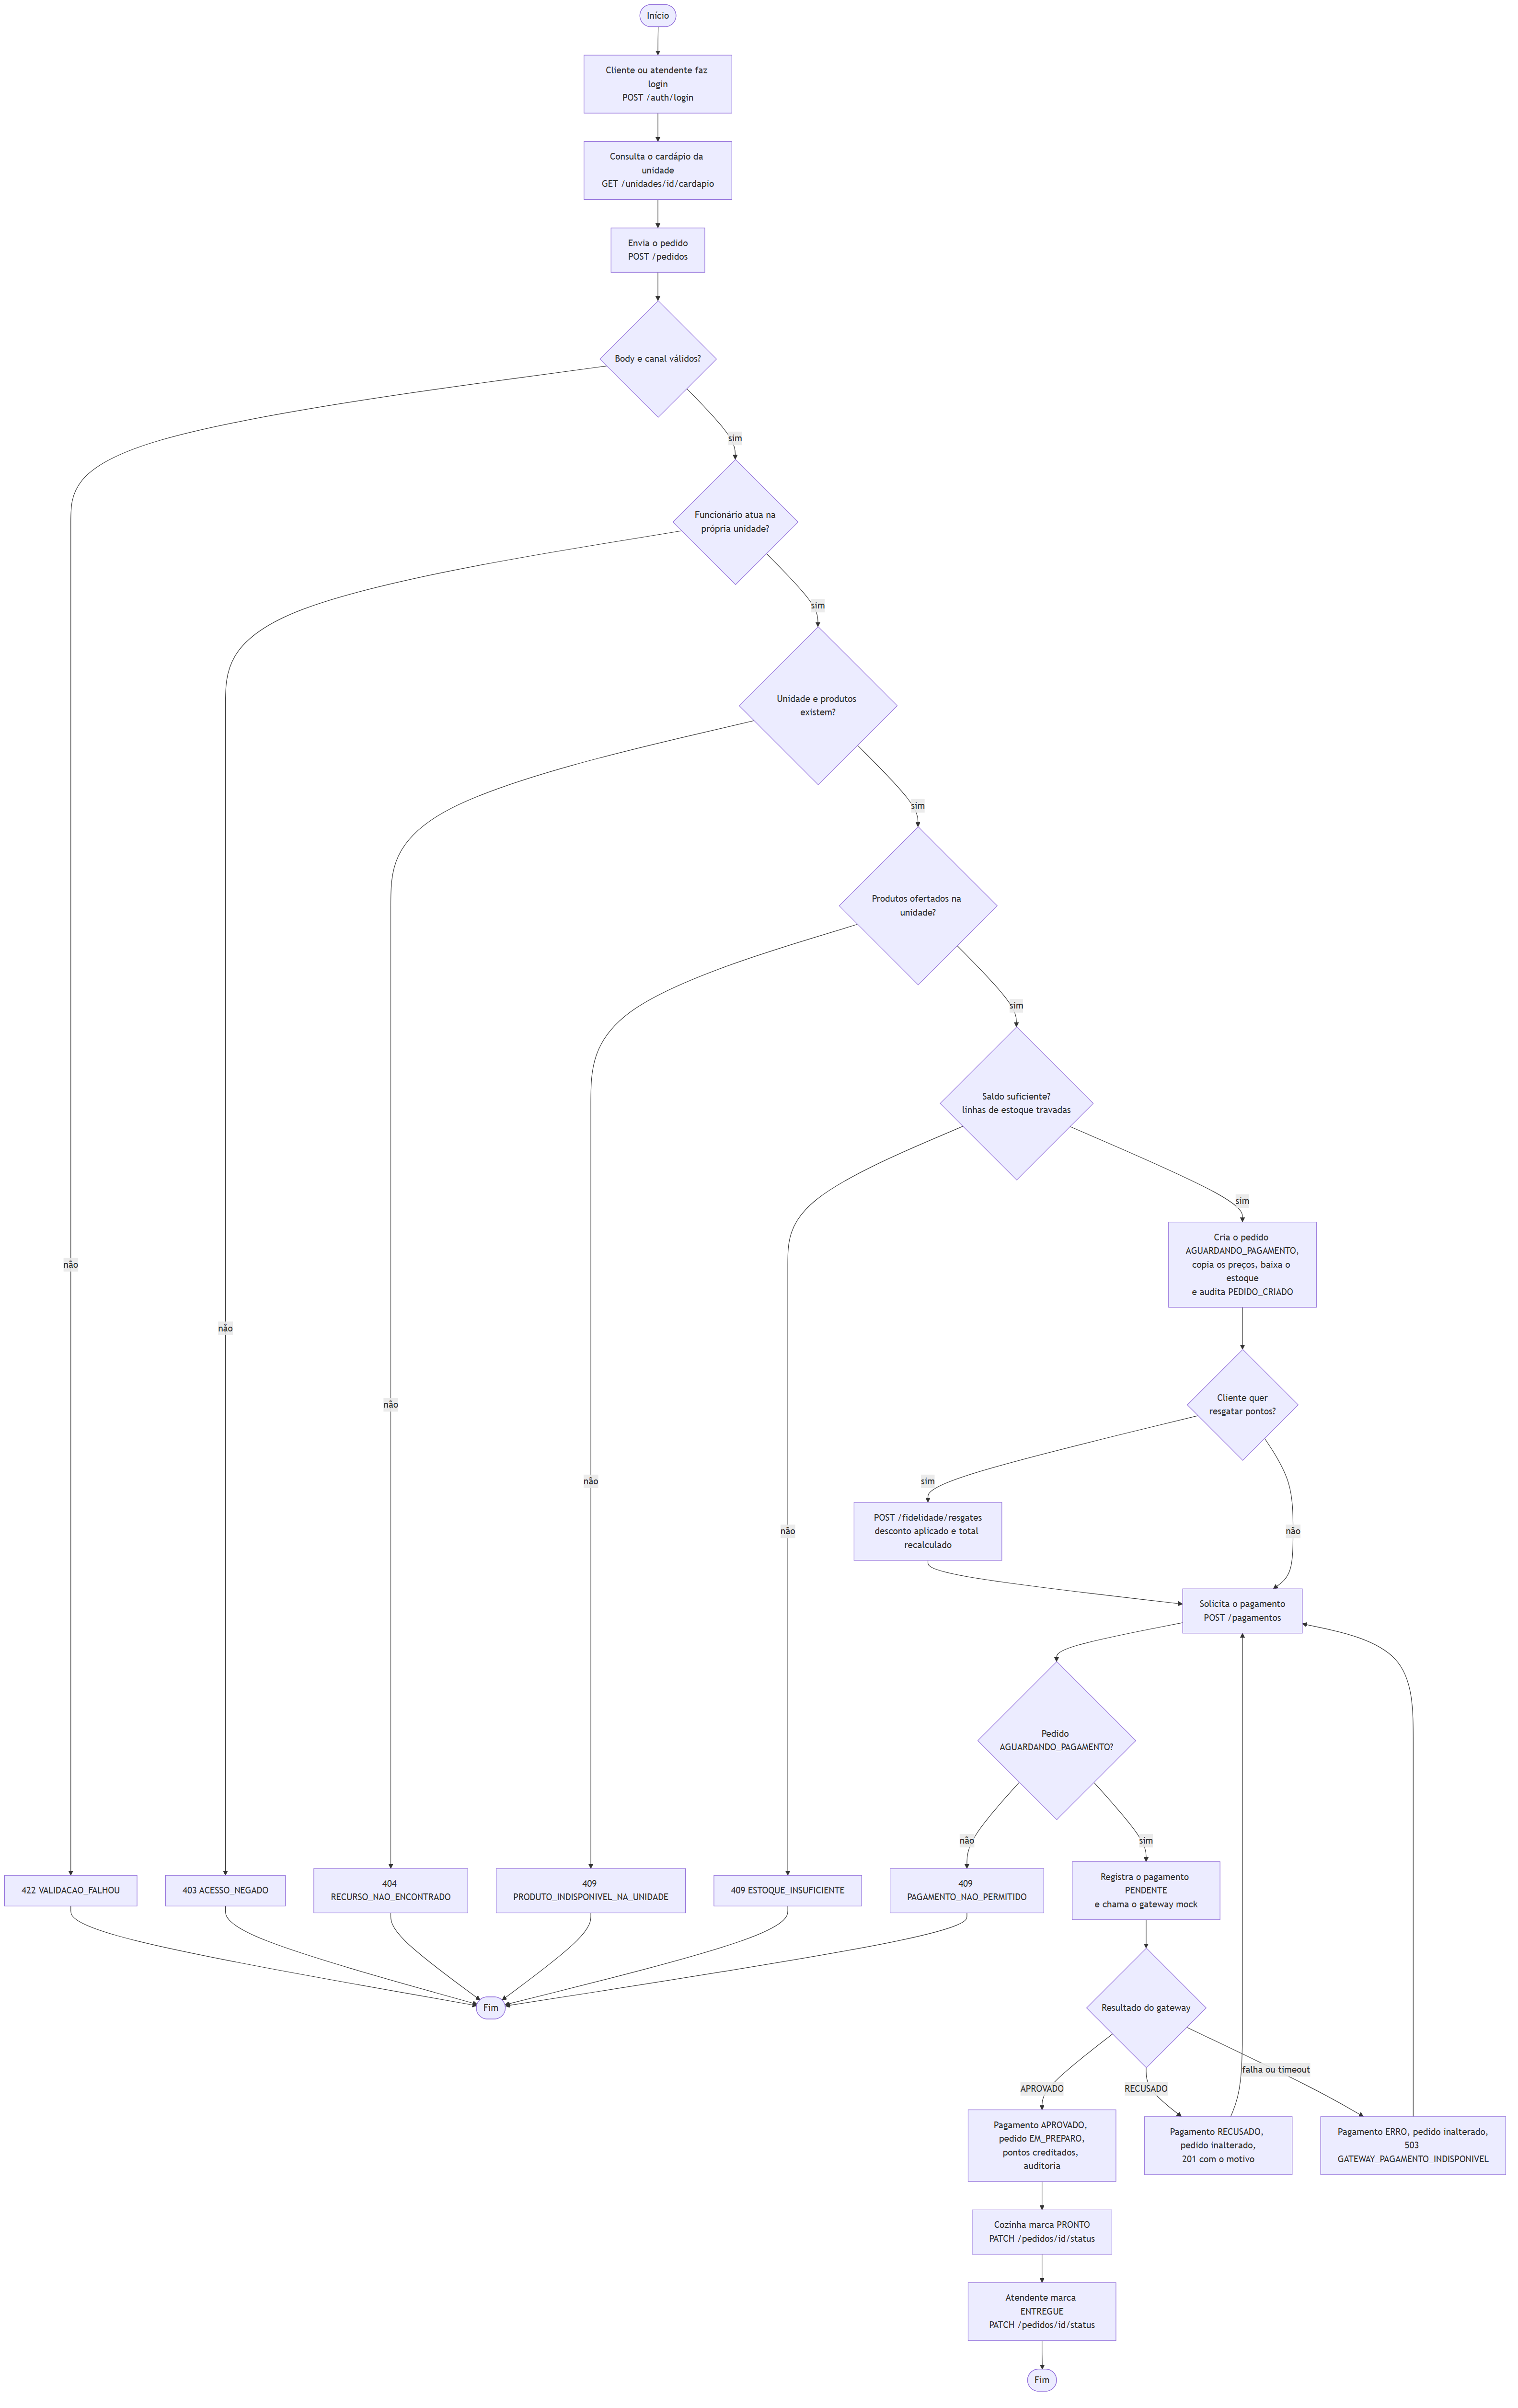 Início
Cliente ou atendente faz
login
POST /auth/login
Consulta o cardápio da
unidade
GET /unidades/id/cardapio
Envia o pedido
POST /pedidos
Body e canal válidos?
sim
Funcionário atua na
própria unidade?
sim
Unidade e produtos
existem?
sim
Produtos ofertados na
unidade?
sim
Saldo suficiente?
linhas de estoque travadas
sim
Cria o pedido
AGUARDANDO_PAGAMENTO,
copia os preços, baixa o
estoque
e audita PEDIDO_CRIADO
não
não
não
não
não
Cliente quer
resgatar pontos?
sim
não
POST /fidelidade/resgates
desconto aplicado e total
recalculado
Solicita o pagamento
POST /pagamentos
Pedido
AGUARDANDO_PAGAMENTO?
não
sim
422 VALIDACAO_FALHOU
403 ACESSO_NEGADO
404
RECURSO_NAO_ENCONTRADO
409
PRODUTO_INDISPONIVEL_NA_UNIDADE
409 ESTOQUE_INSUFICIENTE
409
PAGAMENTO_NAO_PERMITIDO
Registra o pagamento
PENDENTE
e chama o gateway mock
Fim
Resultado do gateway
APROVADO
RECUSADO
falha ou timeout
Pagamento APROVADO,
pedido EM_PREPARO,
pontos creditados,
auditoria
Pagamento RECUSADO,
pedido inalterado,
201 com o motivo
Pagamento ERRO, pedido inalterado,
503
GATEWAY_PAGAMENTO_INDISPONIVEL
Cozinha marca PRONTO
PATCH /pedidos/id/status
Atendente marca
ENTREGUE
PATCH /pedidos/id/status
Fim